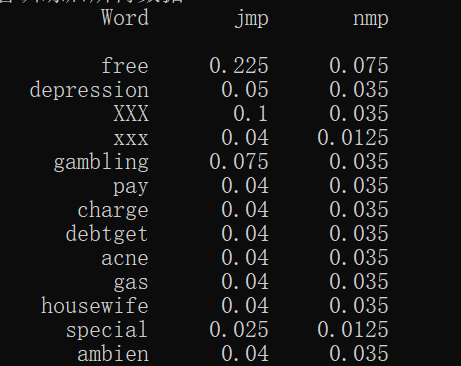 Word jmp nmp
free 0.225 0.075
depression 0.05 0.035
XXX 0.1 0.035
xxx 0.04 0.0125
gambling 0.075 0.035
pay 0.04 0.035
charge 0.04 0.035
debtget 0.04 0.035
acne 0.04 0.035
gas 0.04 0.035
housewife 0.04 0.035
special 0.025 0.0125
ambien 0.04 0.035